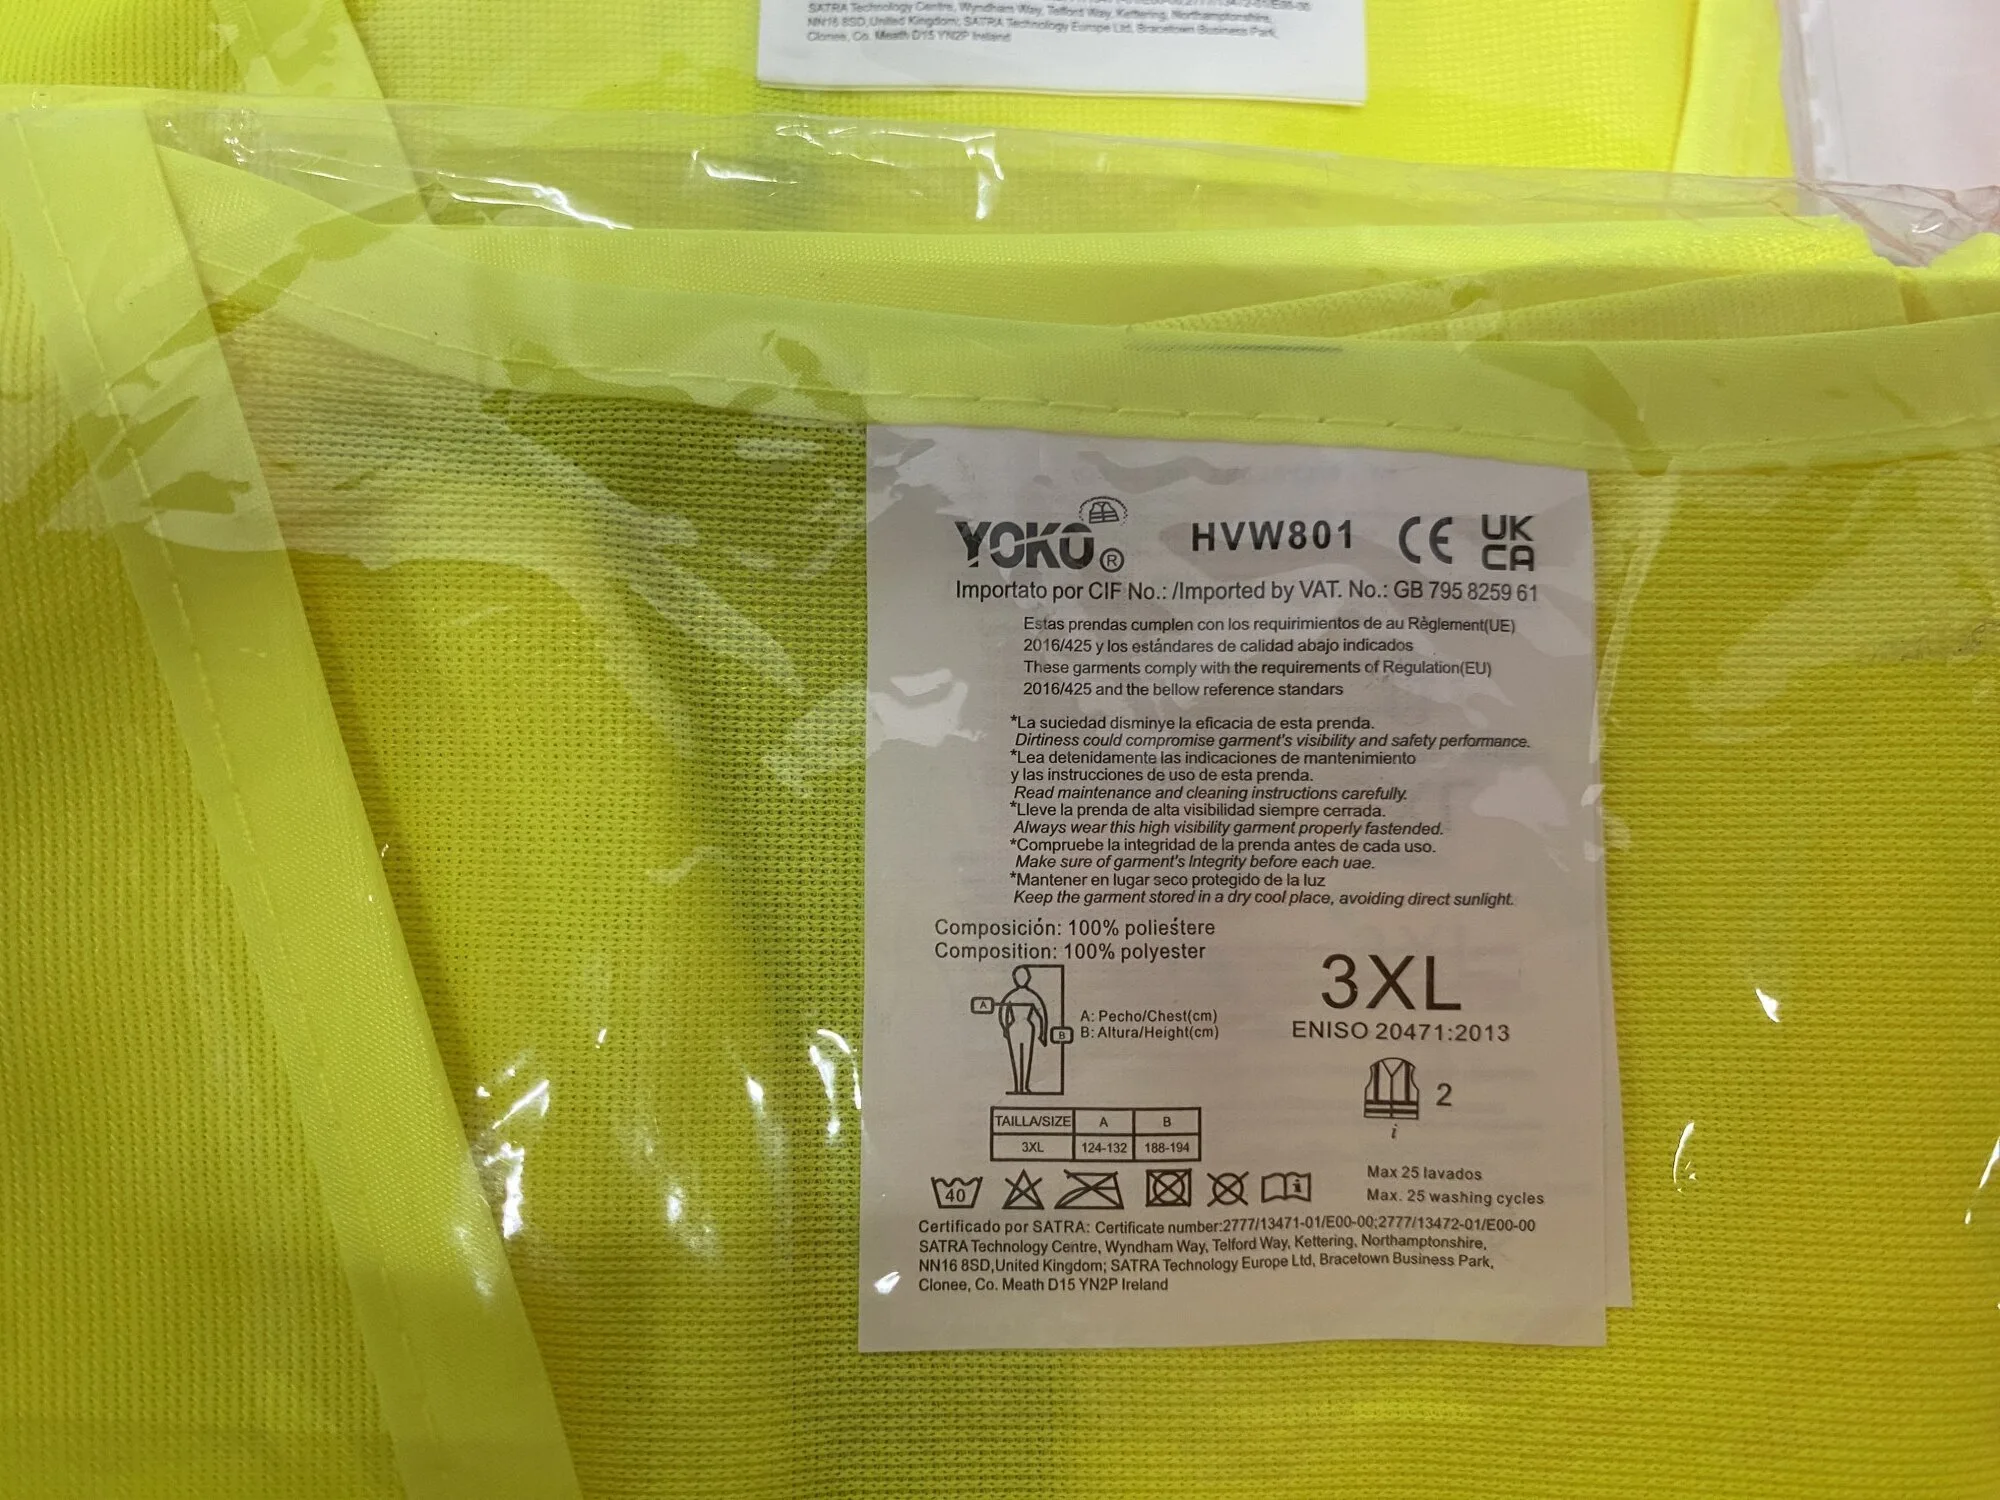 SATRA Technology Centre, Wyndham Way, Telford Way, Kettering, Northamptonshire,
NN16 8SD,United Kingdom; SATRA Technology Europe Ltd, Bracetown Business Park,
Clonee, Co. Meath D15 YN2P Ireland
YOKO ® HVW801 CE UK CA
Importato por CIF No.: /Imported by VAT. No.: GB 795 8259 61
Estas prendas cumplen con los requirimientos de au Règlement(UE)
2016/425 y los estándares de calidad abajo indicados
These garments comply with the requirements of Regulation(EU)
2016/425 and the bellow reference standars
*La suciedad disminye la eficacia de esta prenda.
Dirtiness could compromise garment's visibility and safety performance.
*Lea detenidamente las indicaciones de mantenimiento
y las instrucciones de uso de esta prenda.
Read maintenance and cleaning instructions carefully.
*Lleve la prenda de alta visibilidad siempre cerrada.
Always wear this high visibility garment properly fastended.
*Compruebe la integridad de la prenda antes de cada uso.
Make sure of garment's Integrity before each uae.
*Mantener en lugar seco protegido de la luz
Keep the garment stored in a dry cool place, avoiding direct sunlight.
Composición: 100% poliestere
Composition: 100% polyester
3XL
ENISO 20471:2013
A
B
A: Pecho/Chest(cm)
B: Altura/Height(cm)
2
i
TAILLA/SIZE A B
3XL 124-132 188-194
40
i
Max 25 lavados
Max. 25 washing cycles
Certificado por SATRA: Certificate number:2777/13471-01/E00-00;2777/13472-01/E00-00
SATRA Technology Centre, Wyndham Way, Telford Way, Kettering, Northamptonshire,
NN16 8SD,United Kingdom; SATRA Technology Europe Ltd, Bracetown Business Park,
Clonee, Co. Meath D15 YN2P Ireland